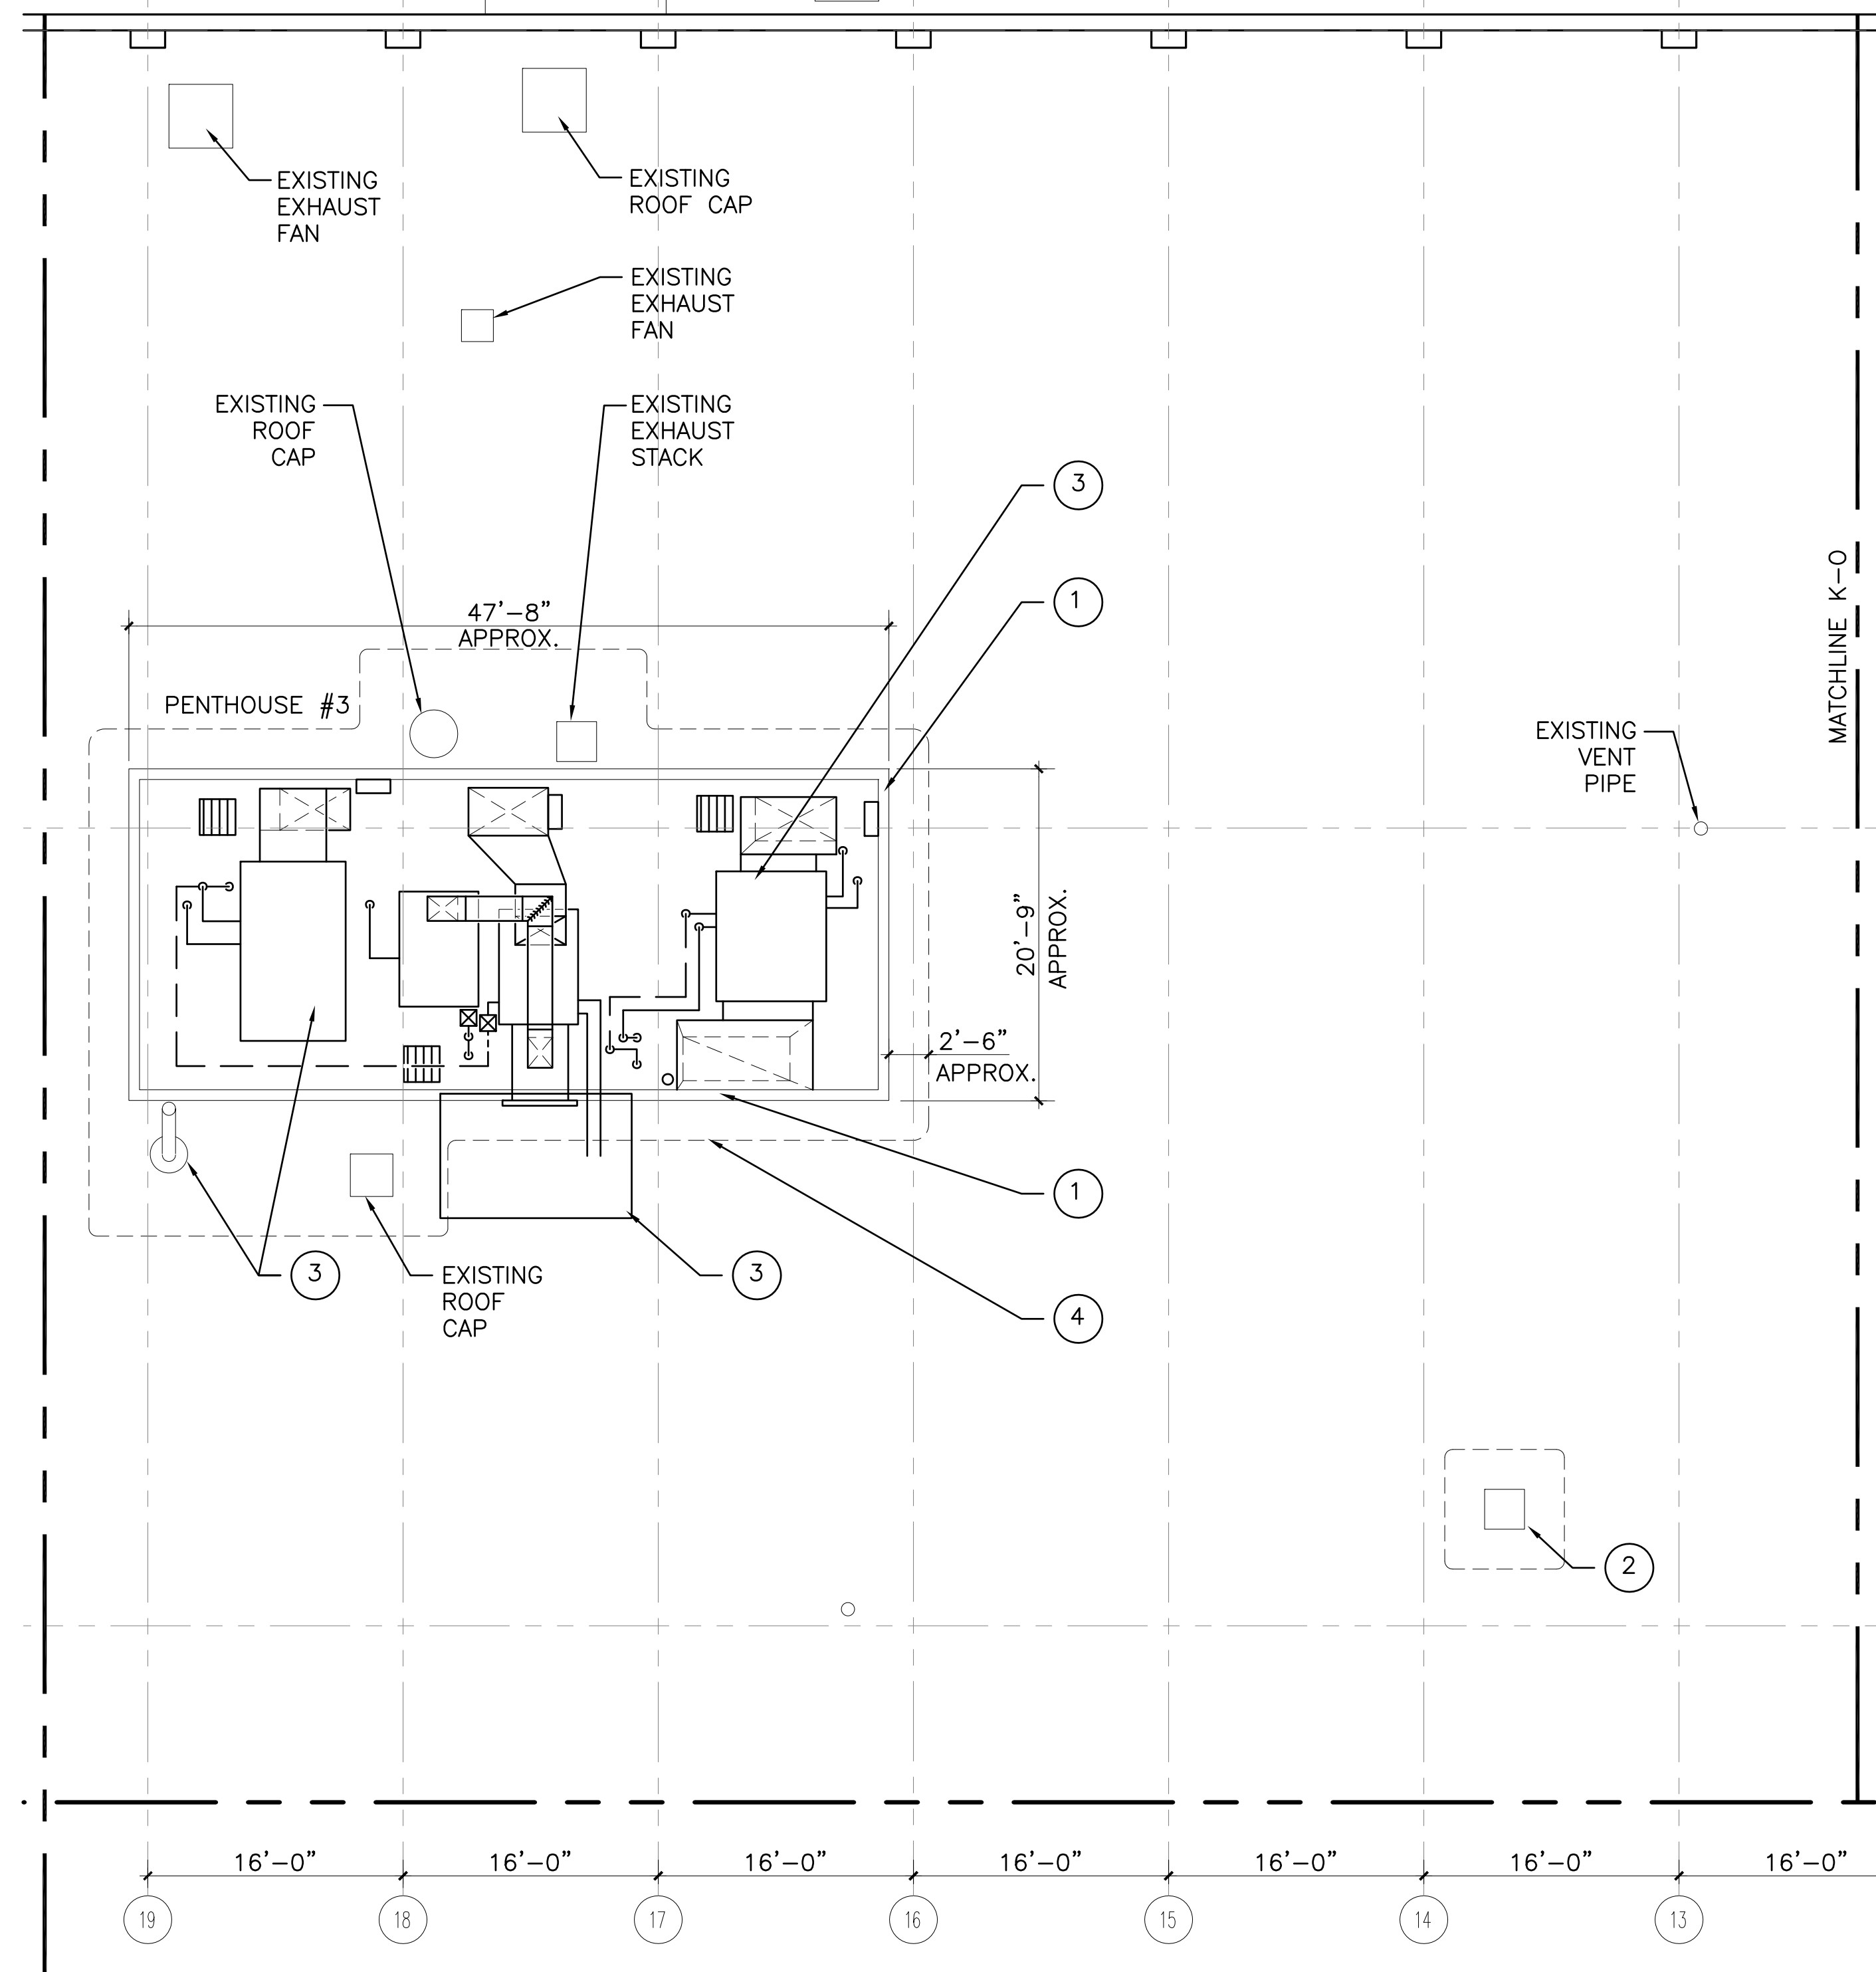 EXISTING
EXHAUST
FAN
EXISTING
ROOF CAP
EXISTING
EXHAUST
FAN
EXISTING
ROOF
CAP
EXISTING
EXHAUST
STACK
3
1
47'-8"
APPROX.
PENTHOUSE #3
MATCHLINE K-O
EXISTING
VENT
PIPE
20'-9"
APPROX.
2'-6"
APPROX.
1
3
EXISTING
ROOF
CAP
3
4
2
16'-0" 16'-0" 16'-0" 16'-0" 16'-0" 16'-0" 16'-0"
19 18 17 16 15 14 13